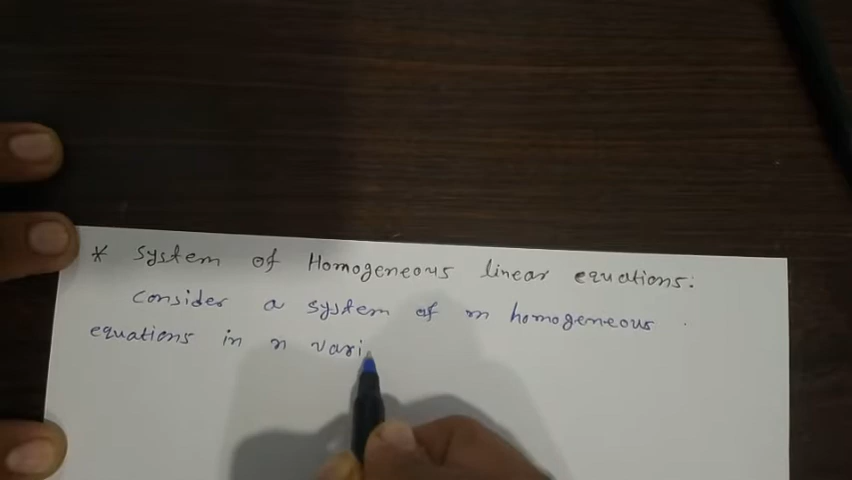 * System of Homogeneous linear equations:
Consider a system of m homogeneous
equations in n vari